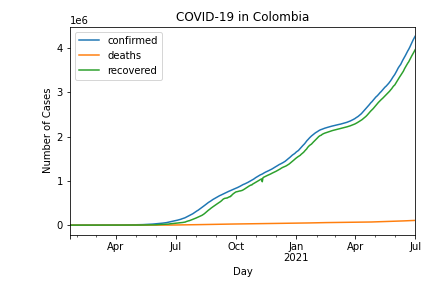 COVID-19 in Colombia
1e6
confirmed
deaths
recovered
Number of Cases
4
3
2
1
0
Apr
Jul
Oct
Jan
2021
Apr
Jul
Day